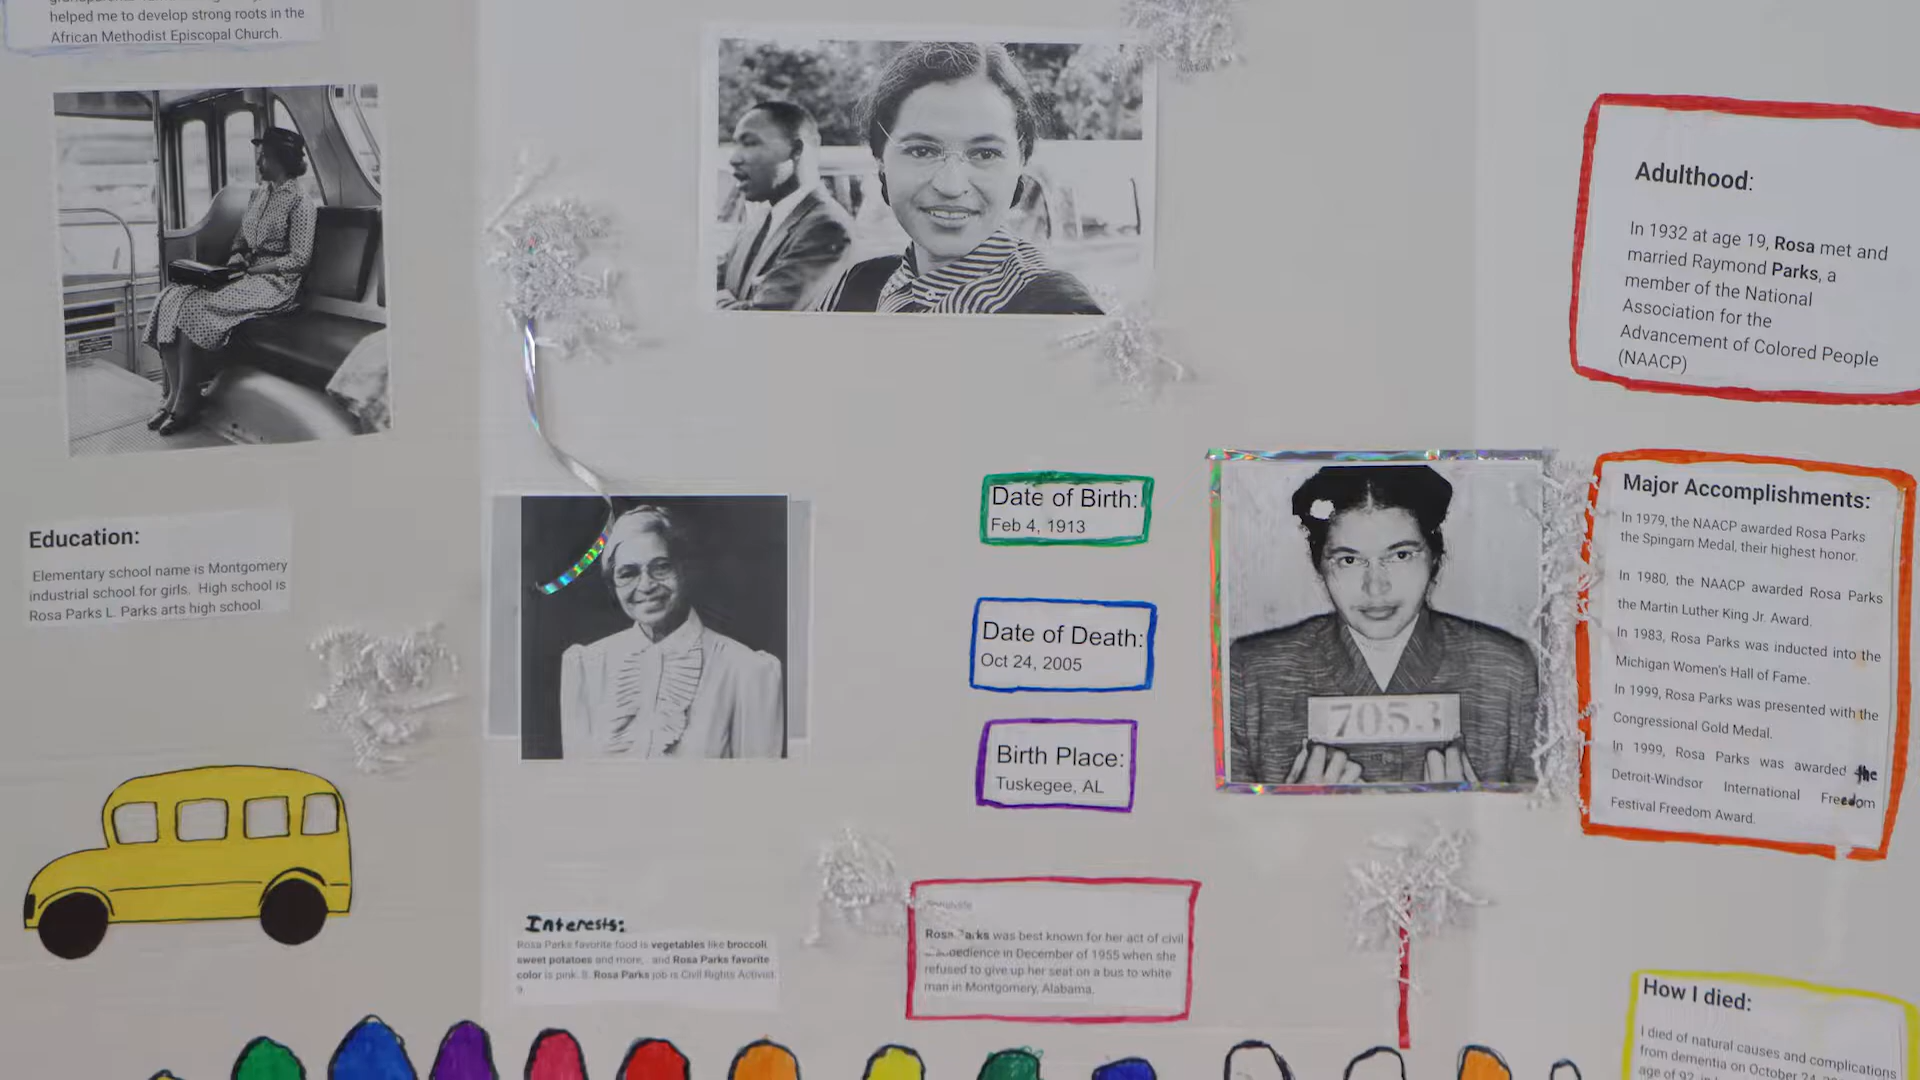 helped me to develop strong roots in the
African Methodist Episcopal Church.
Education:
Elementary school name is Montgomery
industrial school for girls. High school is
Rosa Parks L. Parks arts high school.
Interests:
Rosa Parks favorite food is vegetables like broccoli,
sweet potatoes and more, and Rosa Parks favorite
color is pink. 8. Rosa Parks job is Civil Rights Activist.
9.
Date of Birth:
Feb 4, 1913
Date of Death:
Oct 24, 2005
Birth Place:
Tuskegee, AL
7053
Rosa Parks was best known for her act of civil
in December of 1955 when she
refused to give up her seat on a bus to white
man in Montgomery, Alabama.
Adulthood:
In 1932 at age 19, Rosa met and
married Raymond Parks, a
member of the National
Association for the
Advancement of Colored People
(NAACP)
Major Accomplishments:
In 1979, the NAACP awarded Rosa Parks
the Spingarn Medal, their highest honor.
In 1980, the NAACP awarded Rosa Parks
the Martin Luther King Jr. Award.
In 1983, Rosa Parks was inducted into the
Michigan Women's Hall of Fame.
In 1999, Rosa Parks was presented with the
Congressional Gold Medal.
In 1999, Rosa Parks was awarded the
Detroit-Windsor International Freedom
Festival Freedom Award.
How I died:
I died of natural causes and complications
from dementia on October 24,
age of 92,